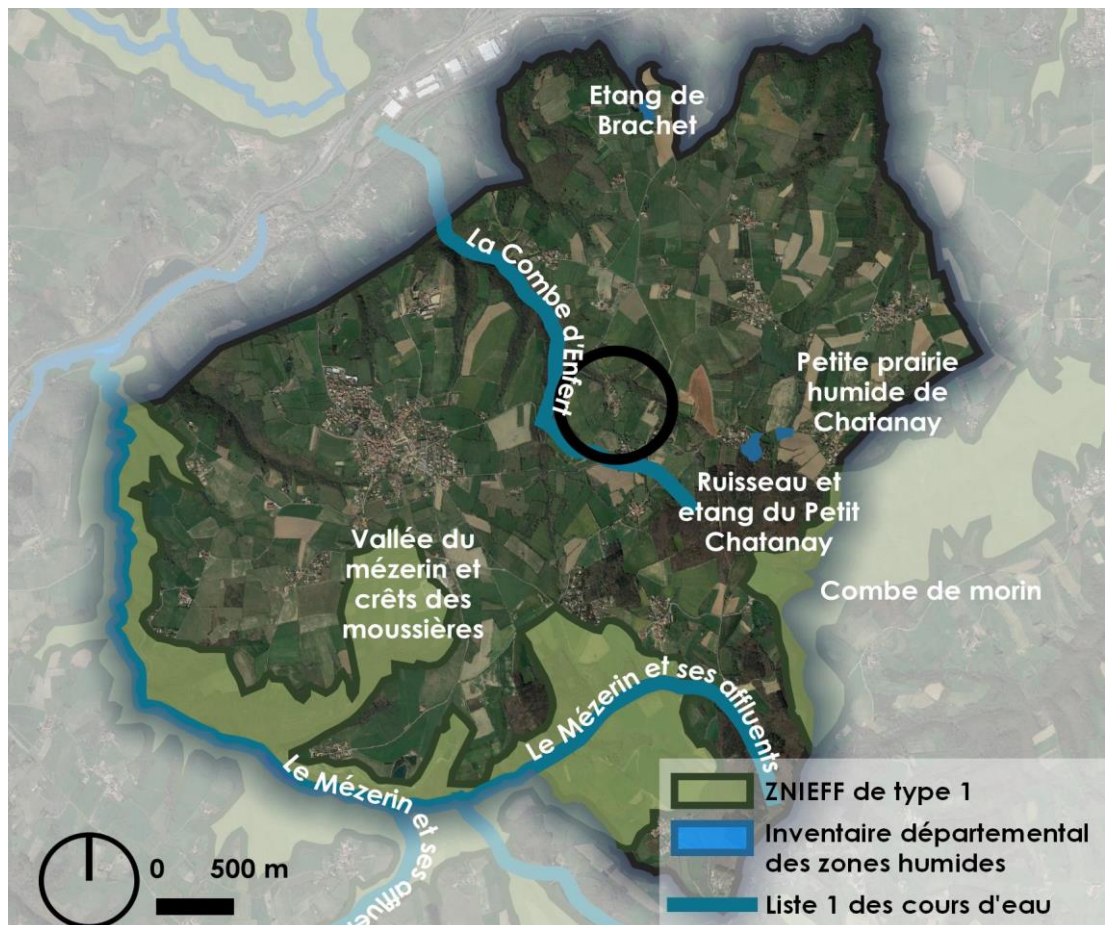 Etang de
Brachet
La Combe d'Enfert
Petite prairie
humide de
Chatanay
Ruisseau et
etang du Petit
Chatanay
Vallée du
mézerin et
crêts des
moussières
Combe de morin
Le Mézerin et ses affluents
Le Mézerin et ses affluen
ZNIEFF de type 1
Inventaire départemental
des zones humides
Liste 1 des cours d'eau
0 500 m